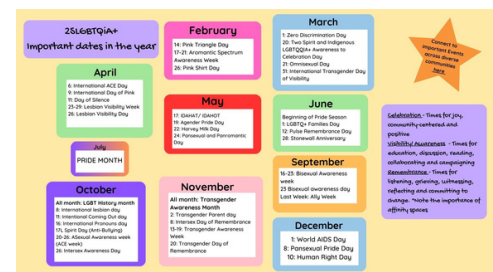 2SLGBTQiA+
Important dates in the year
February
14: Pink Triangle Day
17-21: Aromantic Spectrum
Awareness Week
26: Pink Shirt Day
March
1: Zero Discrimination Day
20: Two Spirit and Indigenous
LGBTQQIA+ Awareness to
Celebration Day
21: Omnisexual Day
31: International Transgender Day
of Visibility
Connect to
Important Events
across diverse
communities
here
April
6: International ACE Day
9: International Day of Pink
11: Day of Silence
23-29: Lesbian Visibility Week
26: Lesbian Visibility Day
May
17: IDAHAT/ IDAHOT
19: Agender Pride Day
22: Harvey Milk Day
24: Pansexual and Panromantic
Day
June
Beginning of Pride Season
1: LGBTQ+ Families Day
12: Pulse Remembrance Day
28: Stonewall Anniversary
Celebration - Times for joy,
community-centered and
positive
Visibility/Awareness - Times for
education, discussion, reading,
collaborating and campaigning
Remembrance - Times for
listening, grieving, witnessing,
reflecting and committing to
change. *Note the importance of
affinity spaces
July
PRIDE MONTH
September
16-23: Bisexual Awareness
week
23 Bisexual awareness day
Last Week: Ally Week
October
All month: LGBT History month
8: International lesbian day
11: Intentional Coming Out day
16: International Pronouns day
17L Spirit Day (Anti-Bullying)
20-26: ASexual Awareness week
(ACE week)
26: Intersex Awareness Day
November
All month: Transgender
Awareness Month
2: Transgender Parent day
8: Intersex Day of Remembrance
13-19: Transgender Awareness
Week
20: Transgender Day of
Remembrance
December
1: World AIDS Day
8: Pansexual Pride Day
10: Human Right Day